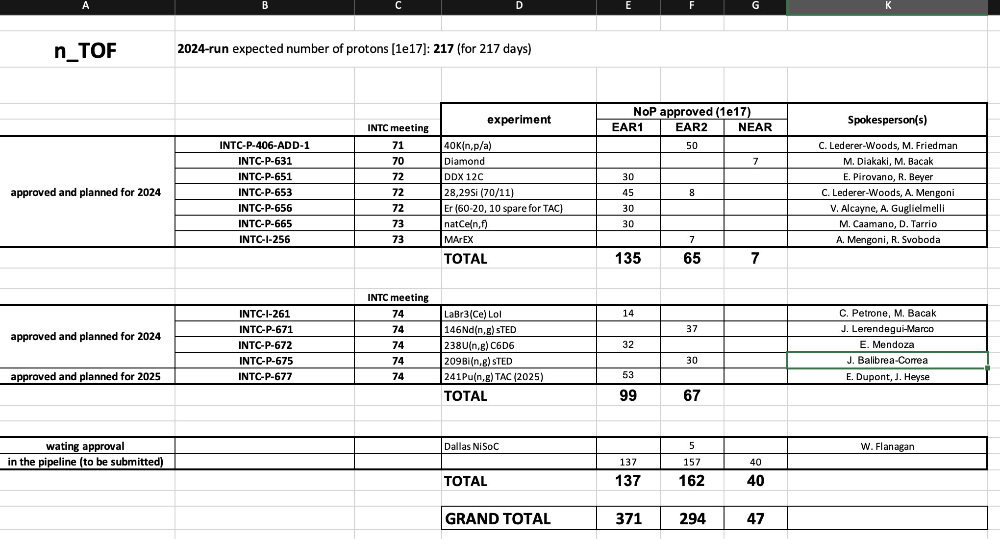 A B C D E F G K
n_TOF 2024-run expected number of protons [1e17]: 217 (for 217 days)
experiment NoP approved (1e17) Spokesperson(s)
INTC meeting EAR1 EAR2 NEAR
approved and planned for 2024
INTC-P-406-ADD-1 71 40K(n,p/a) 50 C. Lederer-Woods, M. Friedman
INTC-P-631 70 Diamond 7 M. Diakaki, M. Bacak
INTC-P-651 72 DDX 12C 30 E. Pirovano, R. Beyer
INTC-P-653 72 28,29Si (70/11) 45 8 C. Lederer-Woods, A. Mengoni
INTC-P-656 72 Er (60-20, 10 spare for TAC) 30 V. Alcayne, A. Guglielmelli
INTC-P-665 73 natCe(n,f) 30 M. Caamano, D. Tarrio
INTC-I-256 73 MArEX 7 A. Mengoni, R. Svoboda
TOTAL 135 65 7
INTC meeting
approved and planned for 2024
INTC-I-261 74 LaBr3(Ce) LoI 14 C. Petrone, M. Bacak
INTC-P-671 74 146Nd(n,g) sTED 37 J. Lerendegui-Marco
INTC-P-672 74 238U(n,g) C6D6 32 E. Mendoza
INTC-P-675 74 209Bi(n,g) sTED 30 J. Balibrea-Correa
approved and planned for 2025 INTC-P-677 74 241Pu(n,g) TAC (2025) 53 E. Dupont, J. Heyse
TOTAL 99 67
wating approval Dallas NiSoC 5 W. Flanagan
in the pipeline (to be submitted) 137 157 40
TOTAL 137 162 40
GRAND TOTAL 371 294 47